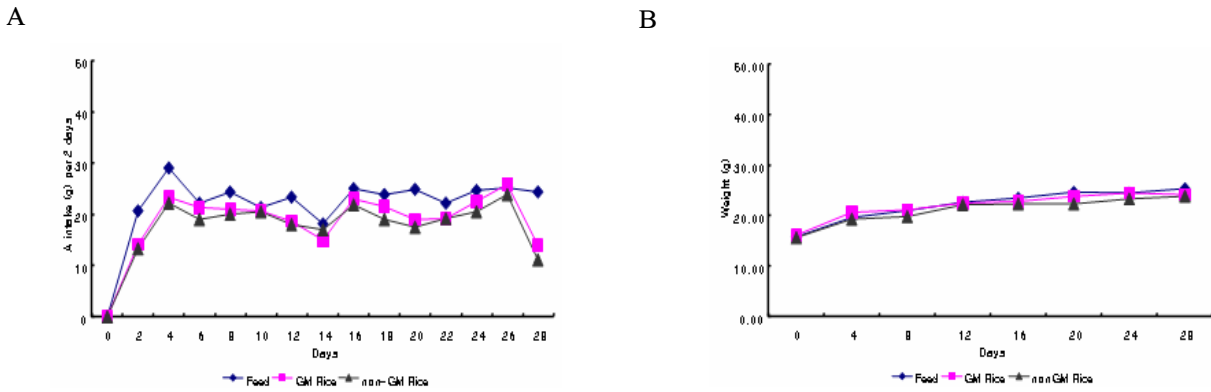 A
B
50
40
30
20
10
0
A intake (g) per 2 days
0 2 4 6 8 10 12 14 16 18 20 22 24 26 28
Days
Feed GM Rice non-GM Rice
50.00
40.00
30.00
20.00
10.00
0.00
Weight (g)
0 4 8 12 16 20 24 28
Days
Feed GM Rice nonGM Rice